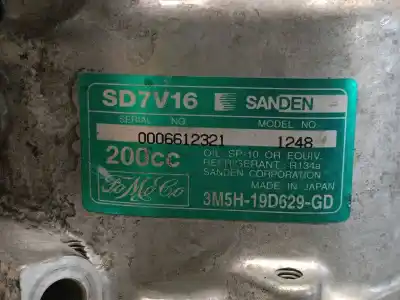 SD7V16 SANDEN
SERIAL NO. MODEL NO.
0006612321 1248
200cc OIL SP-10 OR EQUIV.
REFRIGERANT: R134a
SANDEN CORPORATION
MADE IN JAPAN
FoMoCo 3M5H-19D629-GD